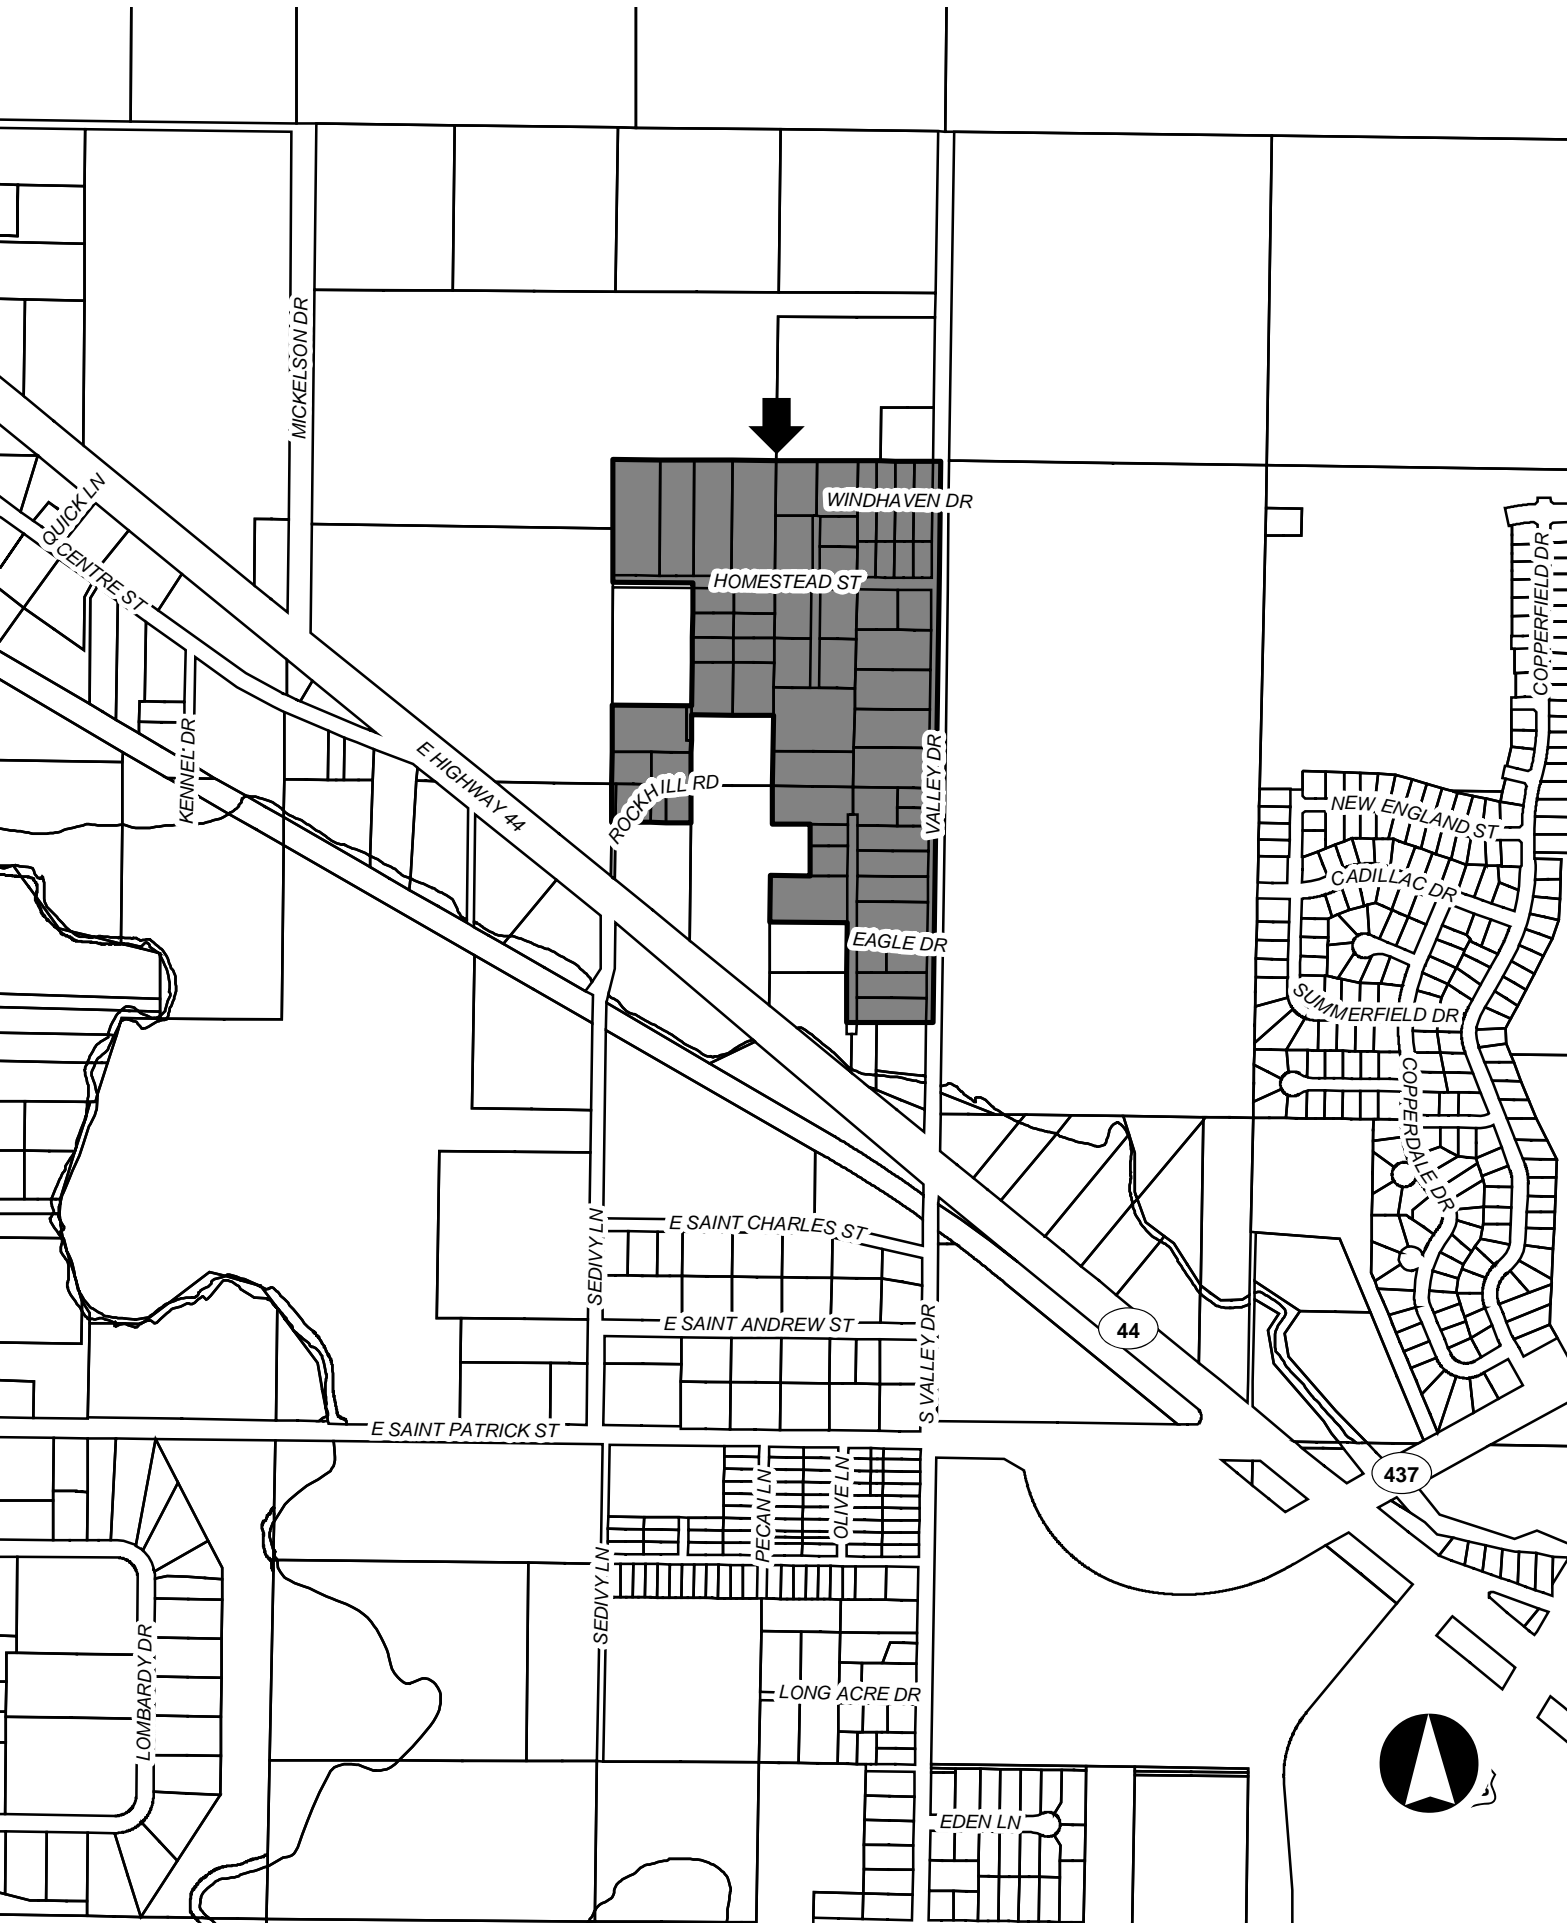 MICKELSON DR
QUICK LN
CENTRE ST
WINDHAVEN DR
COPPERFIELD DR
HOMESTEAD ST
KENNEL DR
E HIGHWAY 44
ROCKHILL RD
VALLEY DR
NEW ENGLAND ST
CADILLAC DR
EAGLE DR
SUMMERFIELD DR
COPPERDALE DR
SEDIVY LN
E SAINT CHARLES ST
E SAINT ANDREW ST
S VALLEY DR
44
E SAINT PATRICK ST
437
PECAN LN
OLIVE LN
SEDIVY LN
LOMBARDY DR
LONG ACRE DR
EDEN LN